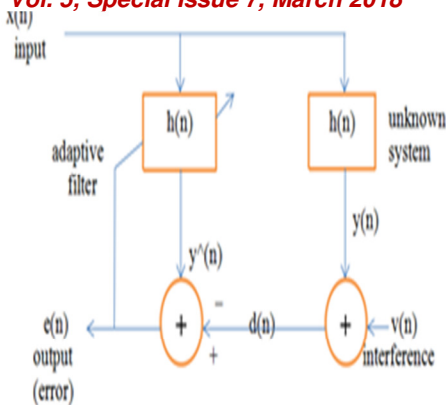 Vol. 5, Special Issue 7, March 2018
x(n)
input
h(n)
h(n)
unknown
system
adaptive
filter
y(n)
y^(n)
−
+
d(n)
+
v(n)
interference
+
e(n)
output
(error)